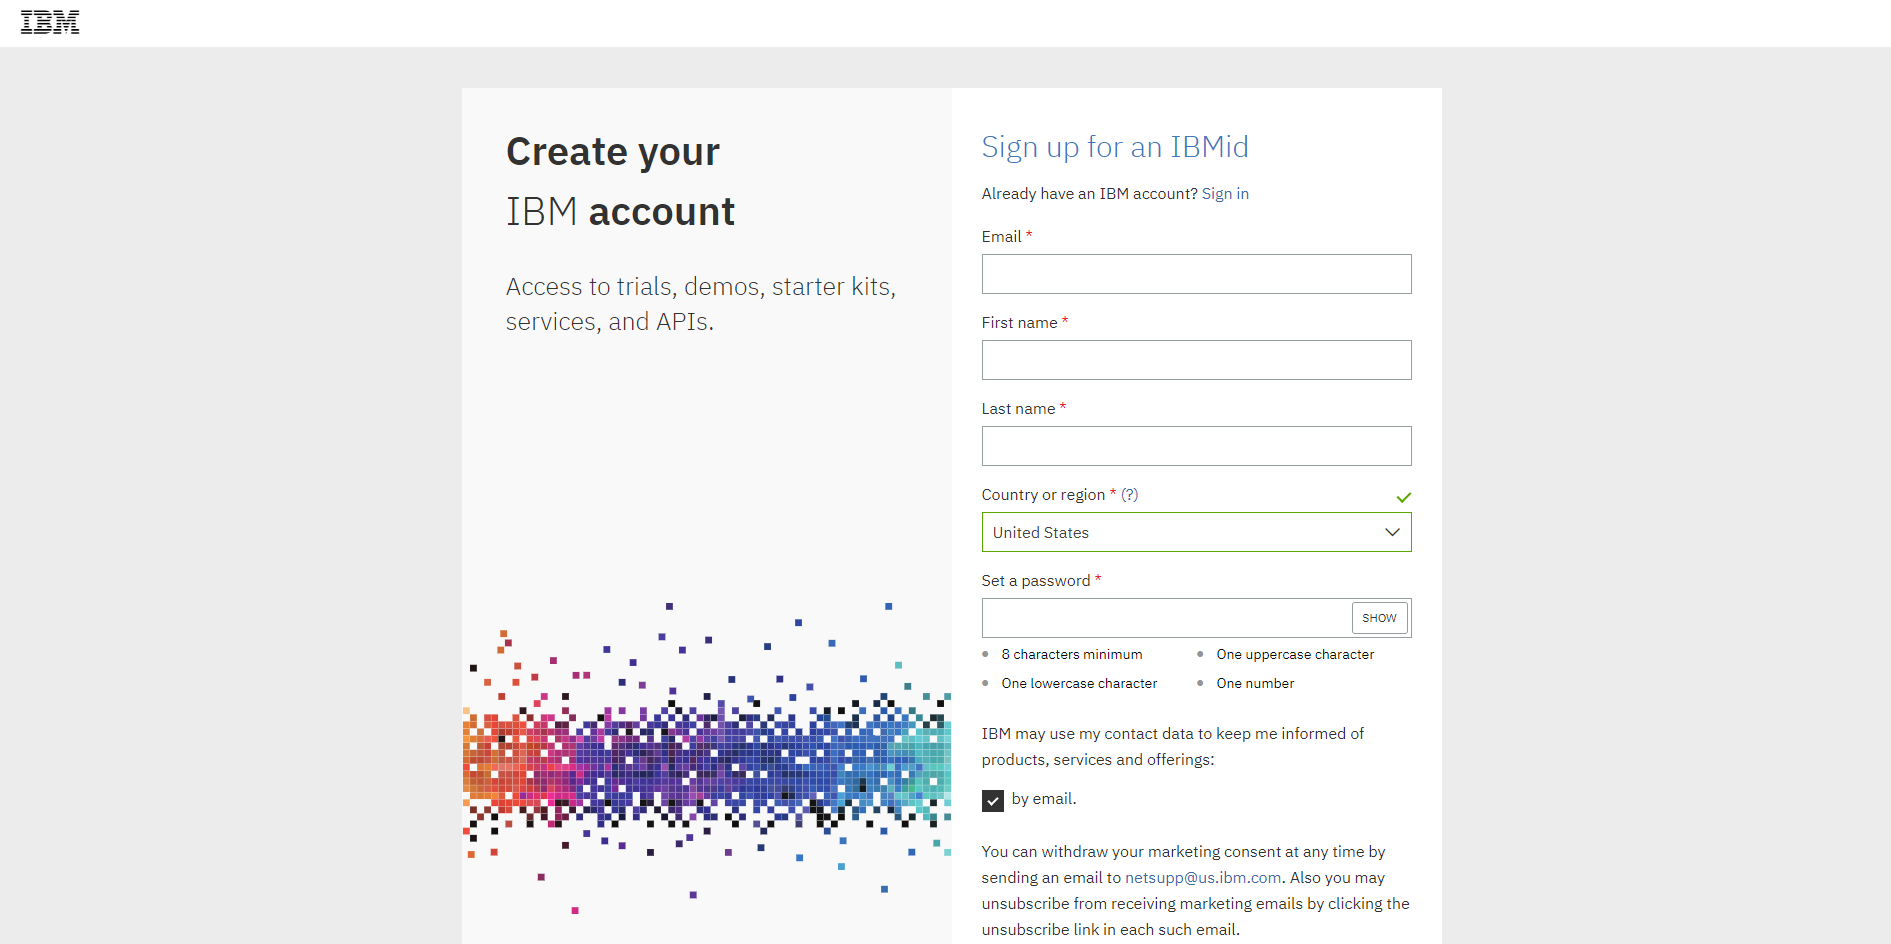 IBM
Create your
IBM account
Access to trials, demos, starter kits,
services, and APIs.
Sign up for an IBMid
Already have an IBM account? Sign in
Email *
First name *
Last name *
Country or region * (?)
United States
Set a password *
SHOW
8 characters minimum
One uppercase character
One lowercase character
One number
IBM may use my contact data to keep me informed of
products, services and offerings:
by email.
You can withdraw your marketing consent at any time by
sending an email to netsupp@us.ibm.com. Also you may
unsubscribe from receiving marketing emails by clicking the
unsubscribe link in each such email.